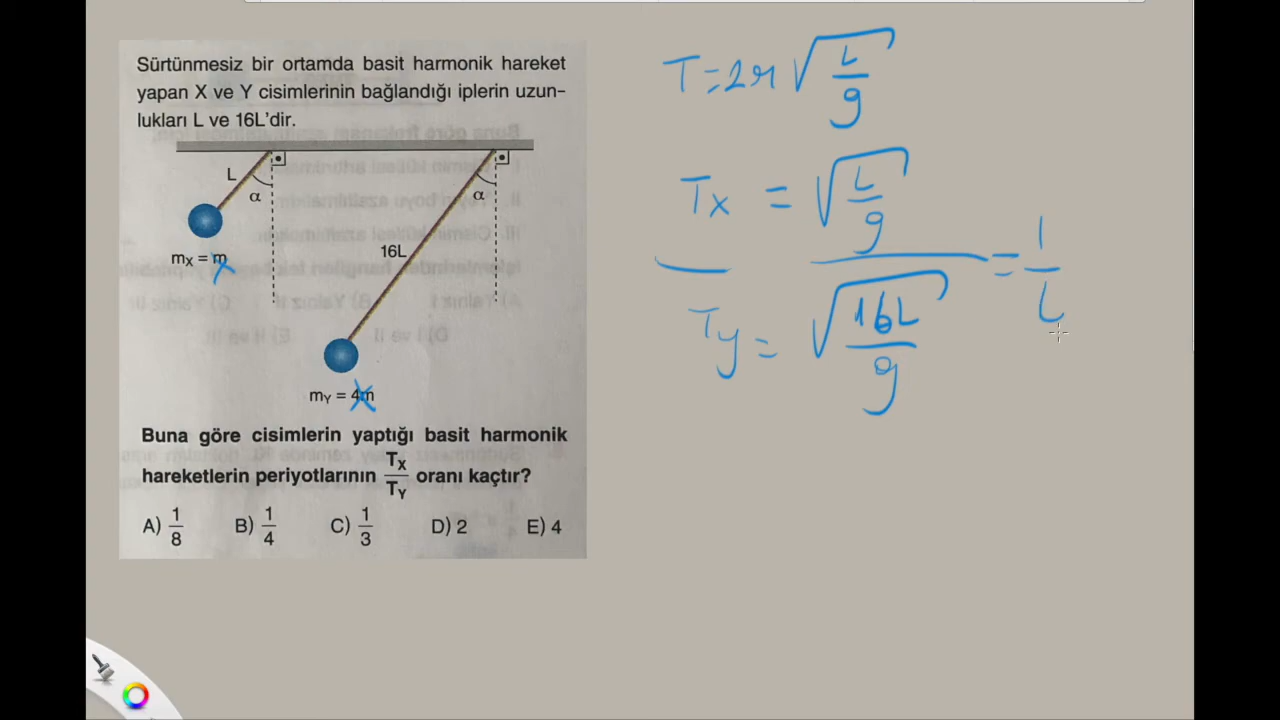 Sürtünmesiz bir ortamda basit harmonik hareket
yapan X ve Y cisimlerinin bağlandığı iplerin uzun-
lukları L ve 16L'dir.
L
α
α
16L
mX = m
mY = 4m
Buna göre cisimlerin yaptığı basit harmonik
hareketlerin periyotlarının TX/TY oranı kaçtır?
A) 1/8 B) 1/4 C) 1/3 D) 2 E) 4
T = 2π √(L/g)
Tx = √(L/g)
Ty = √(16L/g)
= 1/